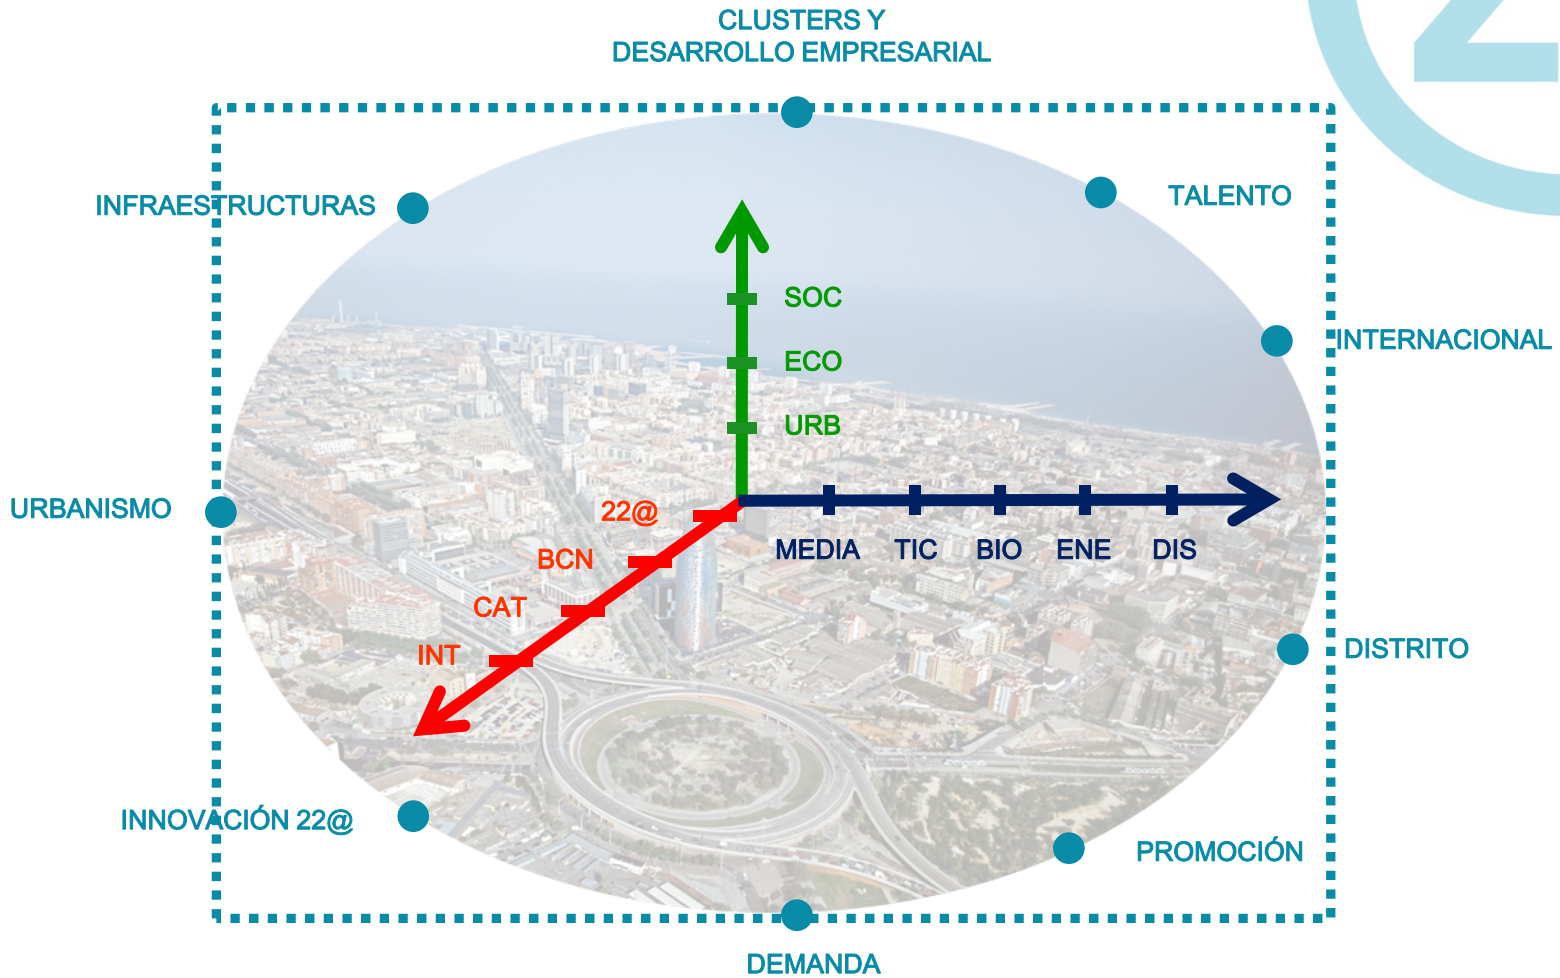 CLUSTERS Y
DESARROLLO EMPRESARIAL
2
INFRAESTRUCTURAS
TALENTO
SOC
INTERNACIONAL
ECO
URB
URBANISMO
22@
MEDIA TIC BIO ENE DIS
BCN
CAT
INT
DISTRITO
INNOVACIÓN 22@
PROMOCIÓN
DEMANDA